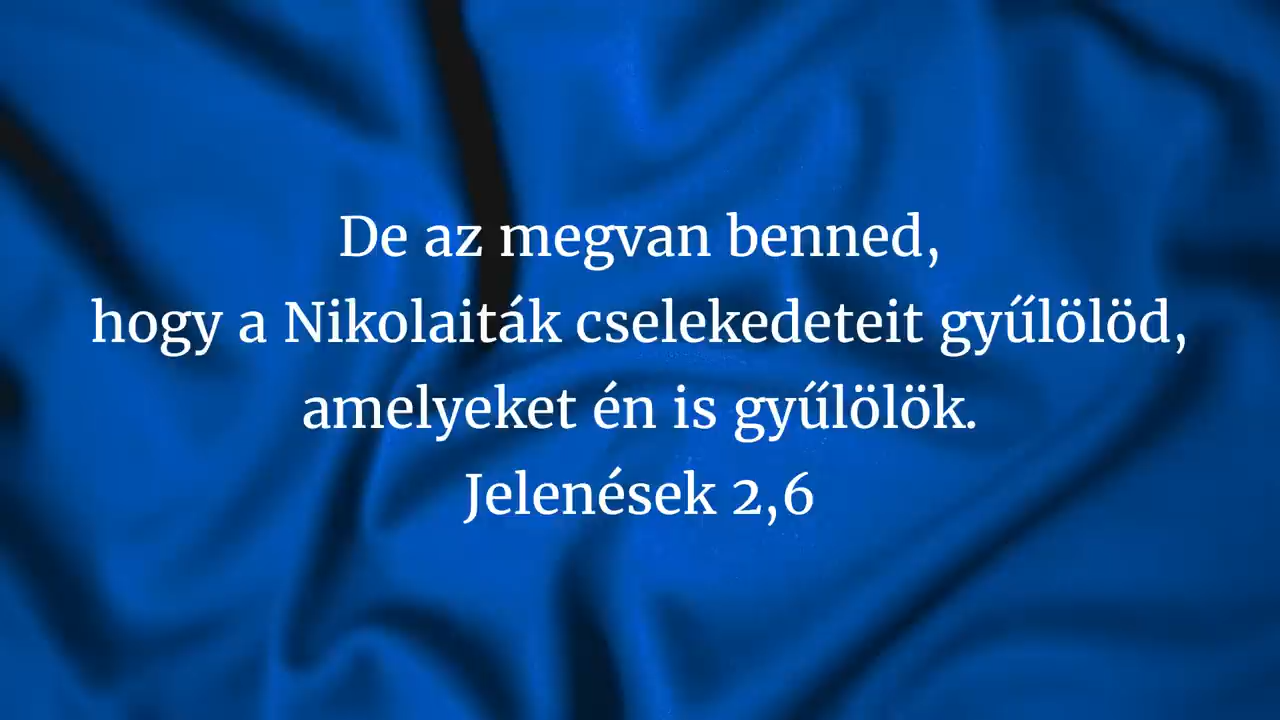 De az megvan benned,
hogy a Nikolaiták cselekedeteit gyűlölöd,
amelyeket én is gyűlölök.
Jelenések 2,6